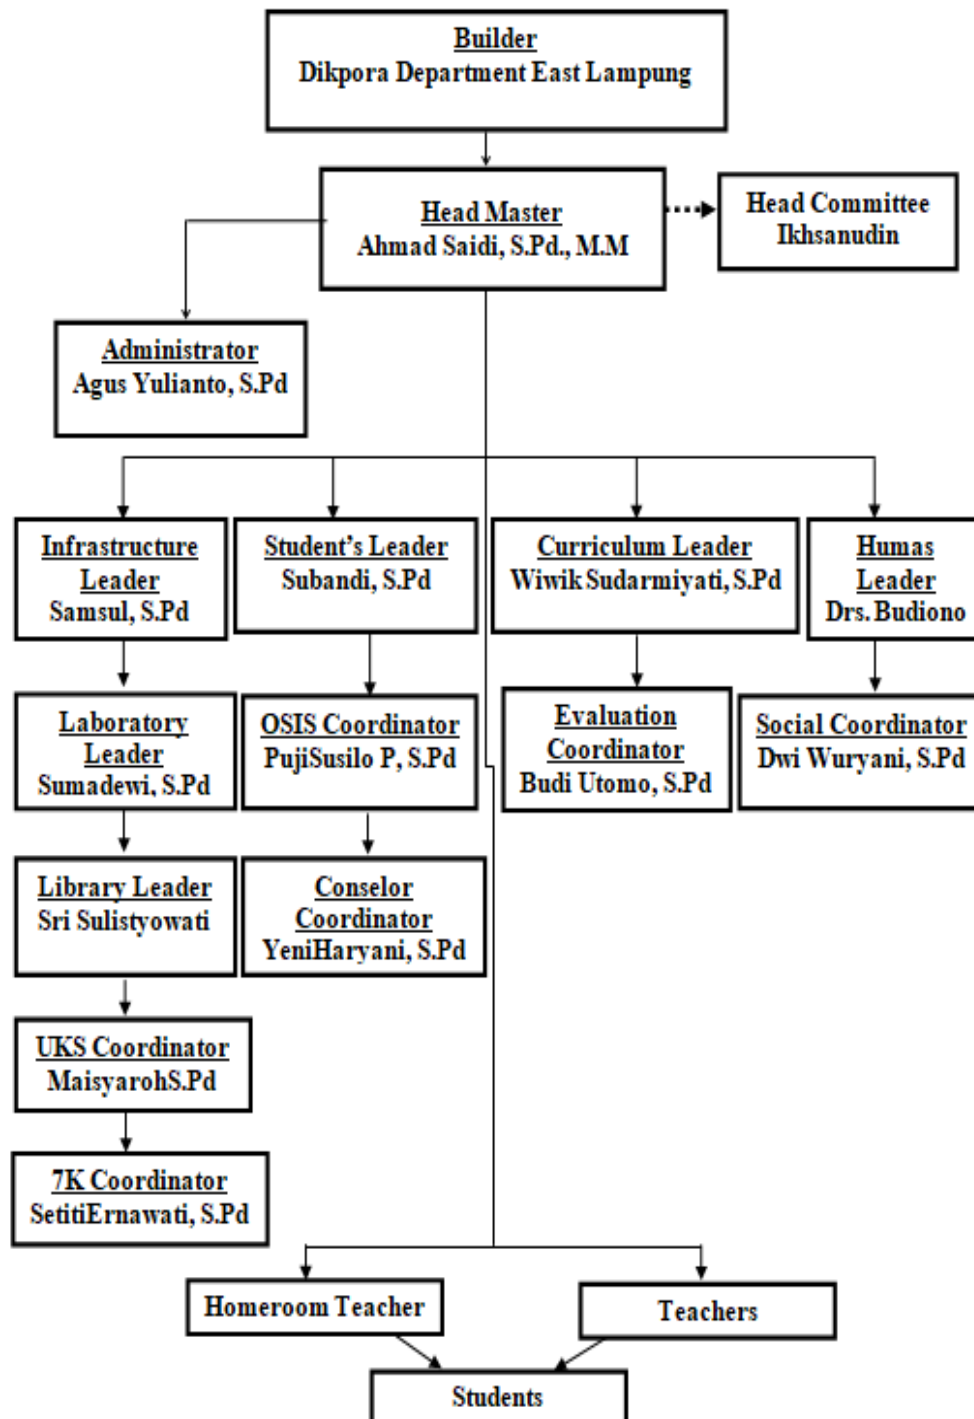 Builder
Dikpora Department East Lampung
Head Master
Ahmad Saidi, S.Pd., M.M
Head Committee
Ikhsanudin
Administrator
Agus Yulianto, S.Pd
Infrastructure
Leader
Samsul, S.Pd
Student's Leader
Subandi, S.Pd
Curriculum Leader
Wiwik Sudarmiyati, S.Pd
Humas
Leader
Drs. Budiono
Laboratory
Leader
Sumadewi, S.Pd
OSIS Coordinator
PujiSusilo P, S.Pd
Evaluation
Coordinator
Budi Utomo, S.Pd
Social Coordinator
Dwi Wuryani, S.Pd
Library Leader
Sri Sulistyowati
Conselor
Coordinator
YeniHaryani, S.Pd
UKS Coordinator
MaisyarohS.Pd
7K Coordinator
SetitiErnawati, S.Pd
Homeroom Teacher
Teachers
Students